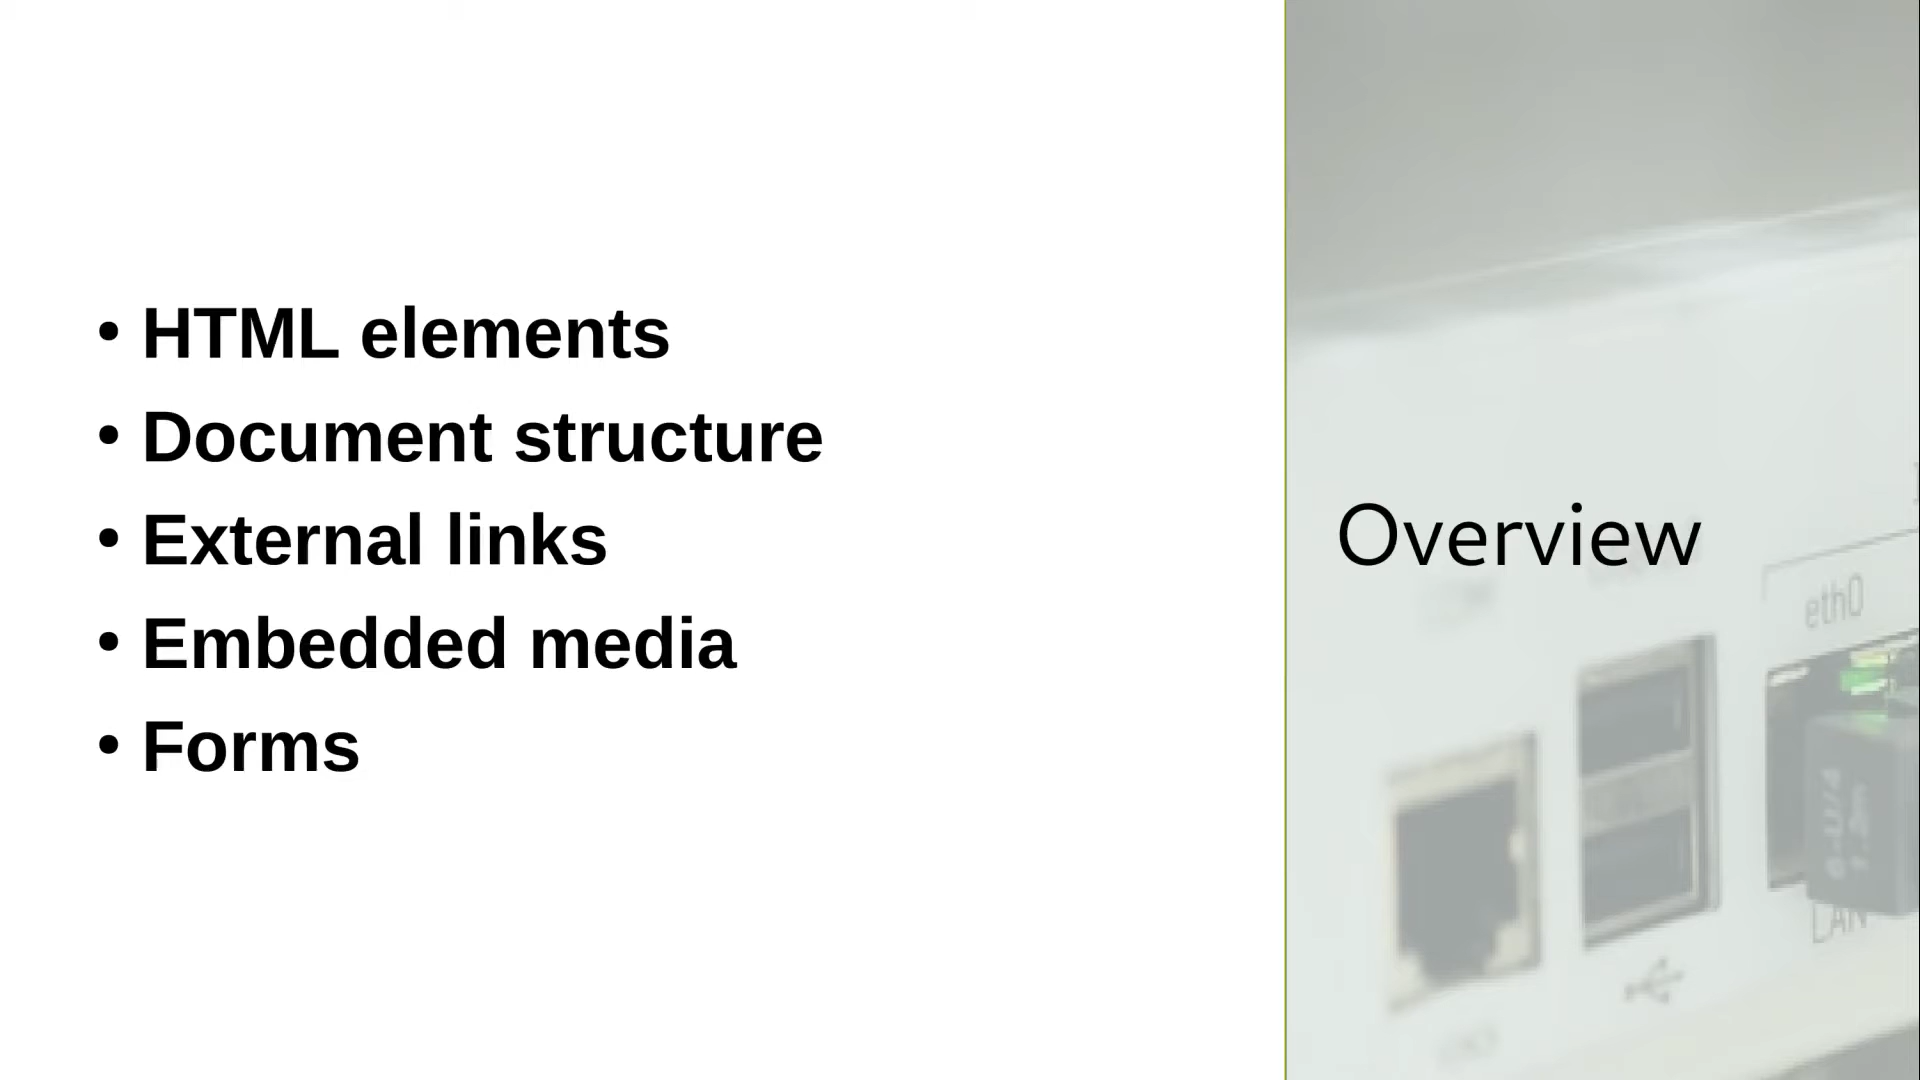 • HTML elements
• Document structure
• External links
• Embedded media
• Forms
Overview
eth0
LAN